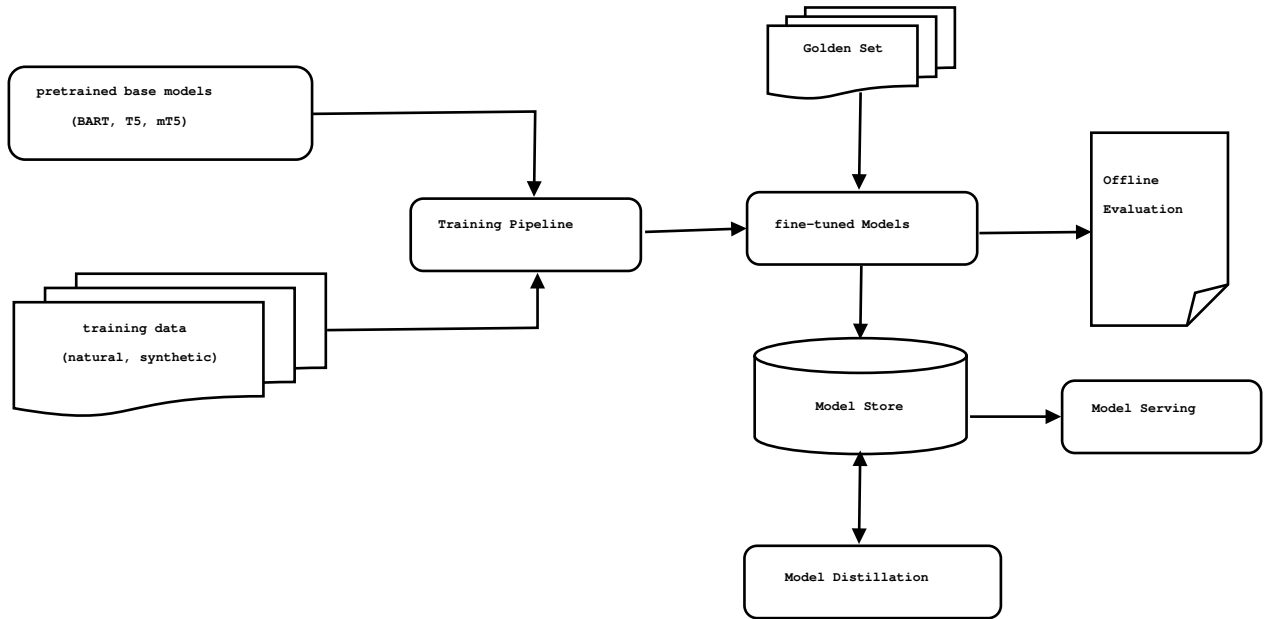 Golden Set
pretrained base models
(BART, T5, mT5)
Offline
Evaluation
Training Pipeline
fine-tuned Models
training data
(natural, synthetic)
Model Store
Model Serving
Model Distillation